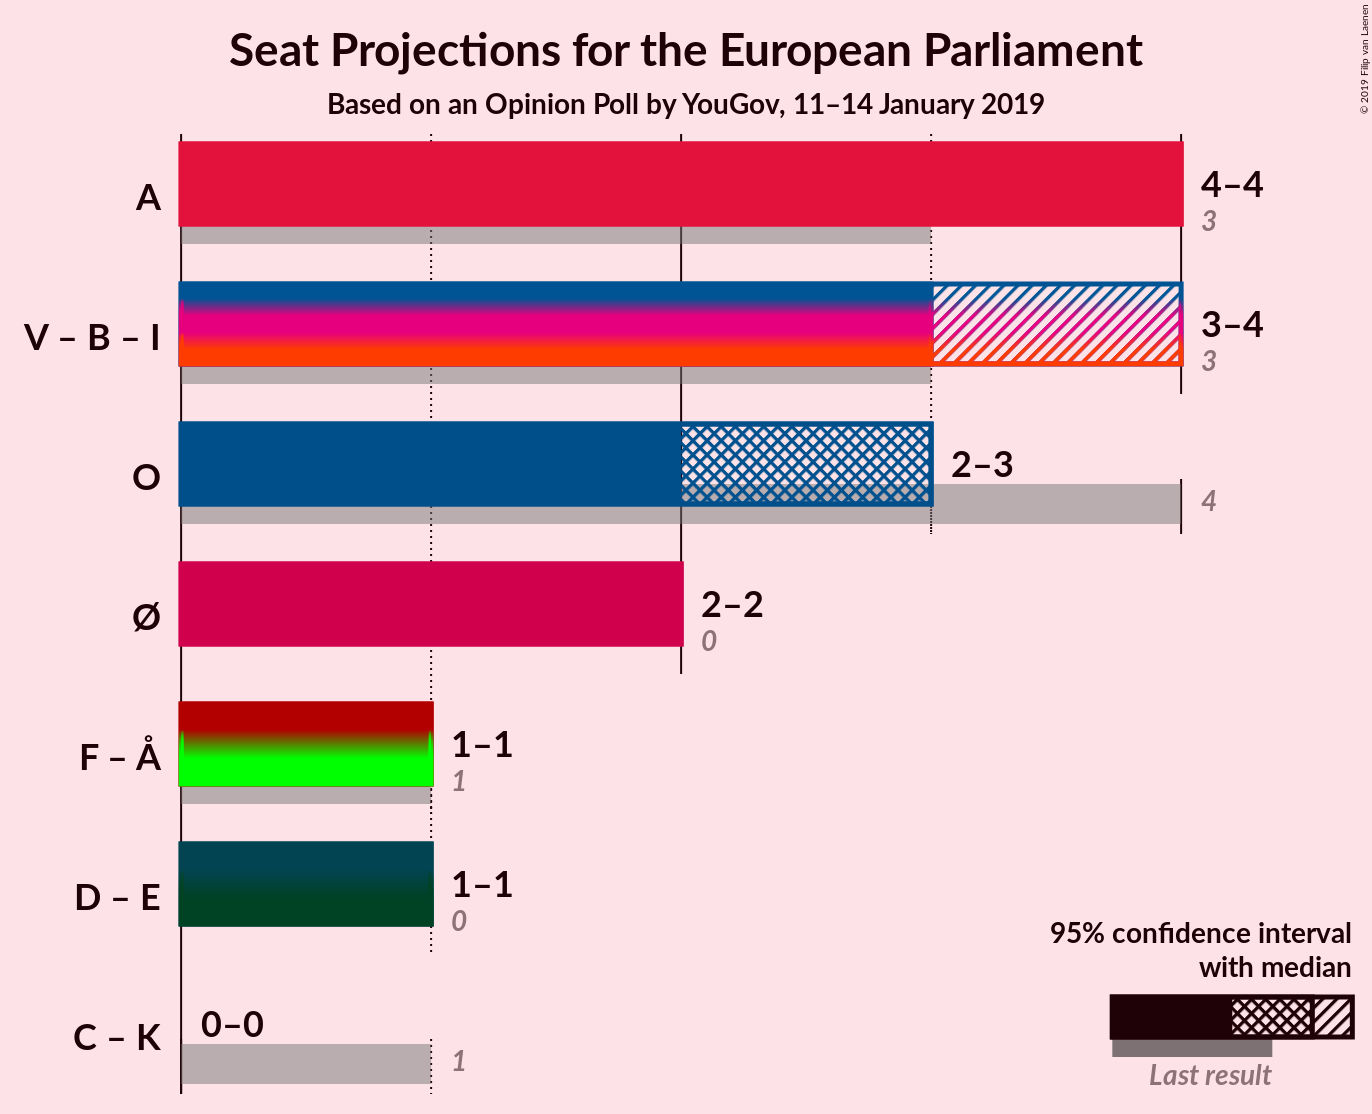 Seat Projections for the European Parliament
Based on an Opinion Poll by YouGov, 11–14 January 2019
© 2019 Filip van Laenen
A
4–4
3
V – B – I
3–4
3
O
2–3
4
Ø
2–2
0
F – Å
1–1
1
D – E
1–1
0
C – K
0–0
1
95% confidence interval
with median
Last result